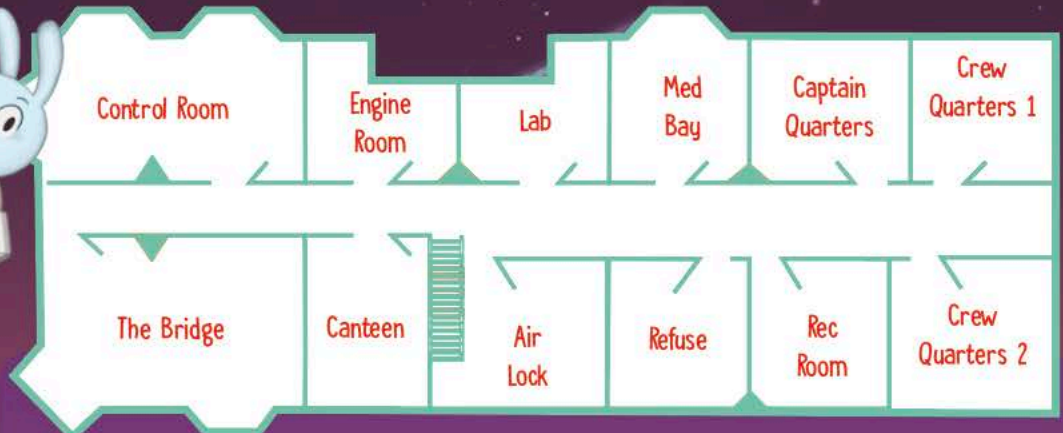 Control Room
Engine
Room
Lab
Med
Bay
Captain
Quarters
Crew
Quarters 1
The Bridge
Canteen
Air
Lock
Refuse
Rec
Room
Crew
Quarters 2